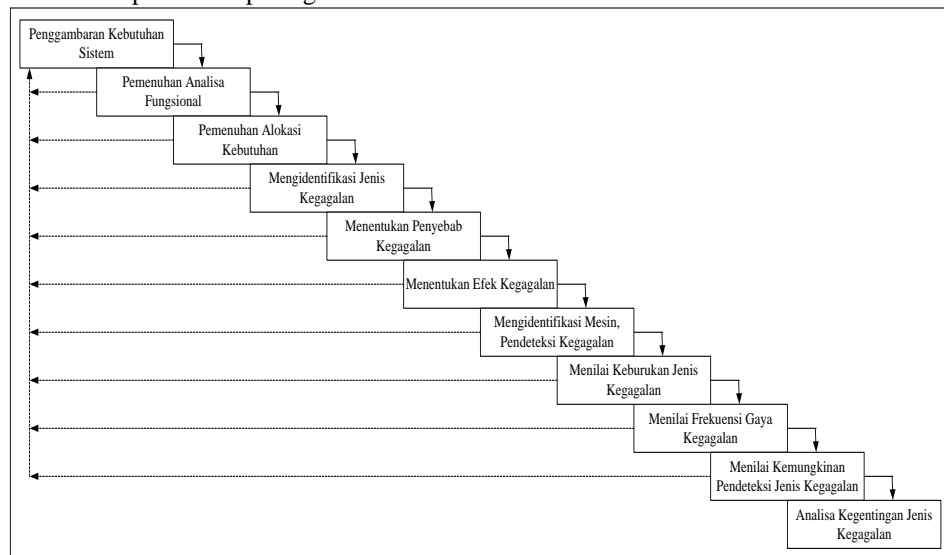 Penggambaran Kebutuhan
Sistem
Pemenuhan Analisa
Fungsional
Pemenuhan Alokasi
Kebutuhan
Mengidentifikasi Jenis
Kegagalan
Menentukan Penyebab
Kegagalan
Menentukan Efek Kegagalan
Mengidentifikasi Mesin,
Pendeteksi Kegagalan
Menilai Keburukan Jenis
Kegagalan
Menilai Frekuensi Gaya
Kegagalan
Menilai Kemungkinan
Pendeteksi Jenis Kegagalan
Analisa Kegentingan Jenis
Kegagalan